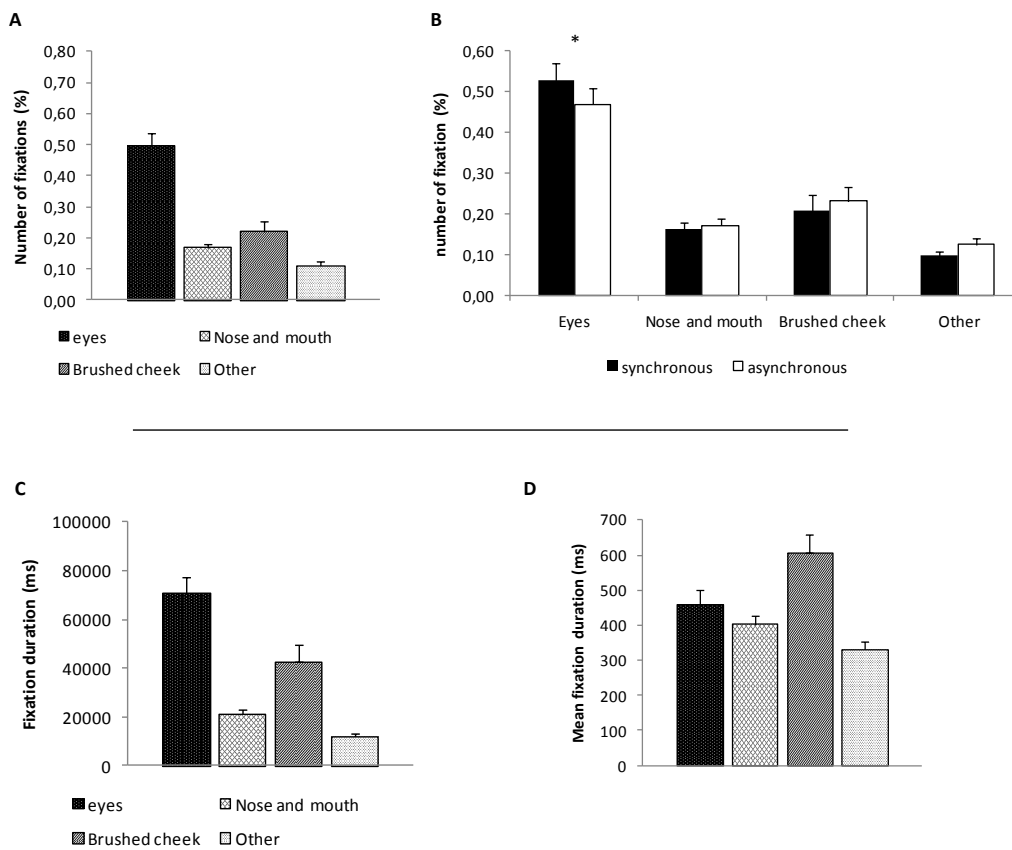 A
Number of fixations (%)
0,80
0,70
0,60
0,50
0,40
0,30
0,20
0,10
0,00
eyes Nose and mouth
Brushed cheek Other
B
number of fixation (%)
0,60
0,50
0,40
0,30
0,20
0,10
0,00
*
Eyes Nose and mouth Brushed cheek Other
synchronous asynchronous
C
Fixation duration (ms)
100000
80000
60000
40000
20000
0
eyes Nose and mouth
Brushed cheek Other
D
Mean fixation duration (ms)
700
600
500
400
300
200
100
0